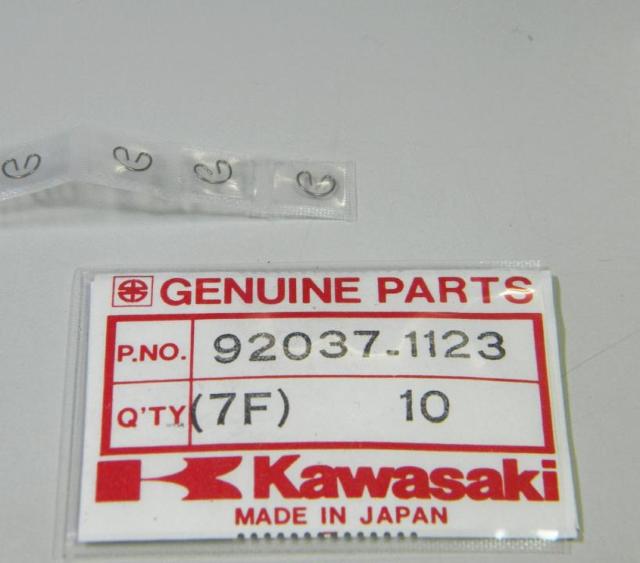 GENUINE PARTS
P.NO. 92037-1123
Q'TY (7F) 10
Kawasaki
MADE IN JAPAN